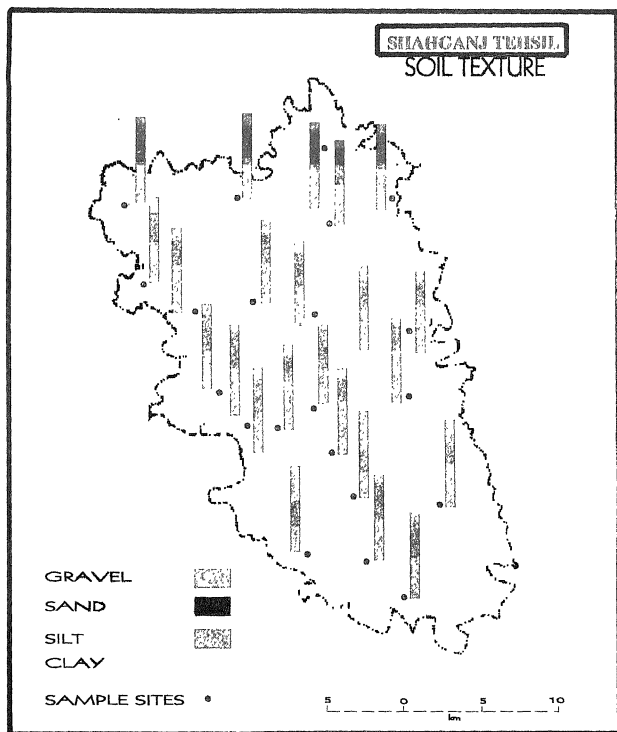 SHAHGANJ TEHSIL
SOIL TEXTURE
GRAVEL
SAND
SILT
CLAY
SAMPLE SITES
5 0 5 10
km